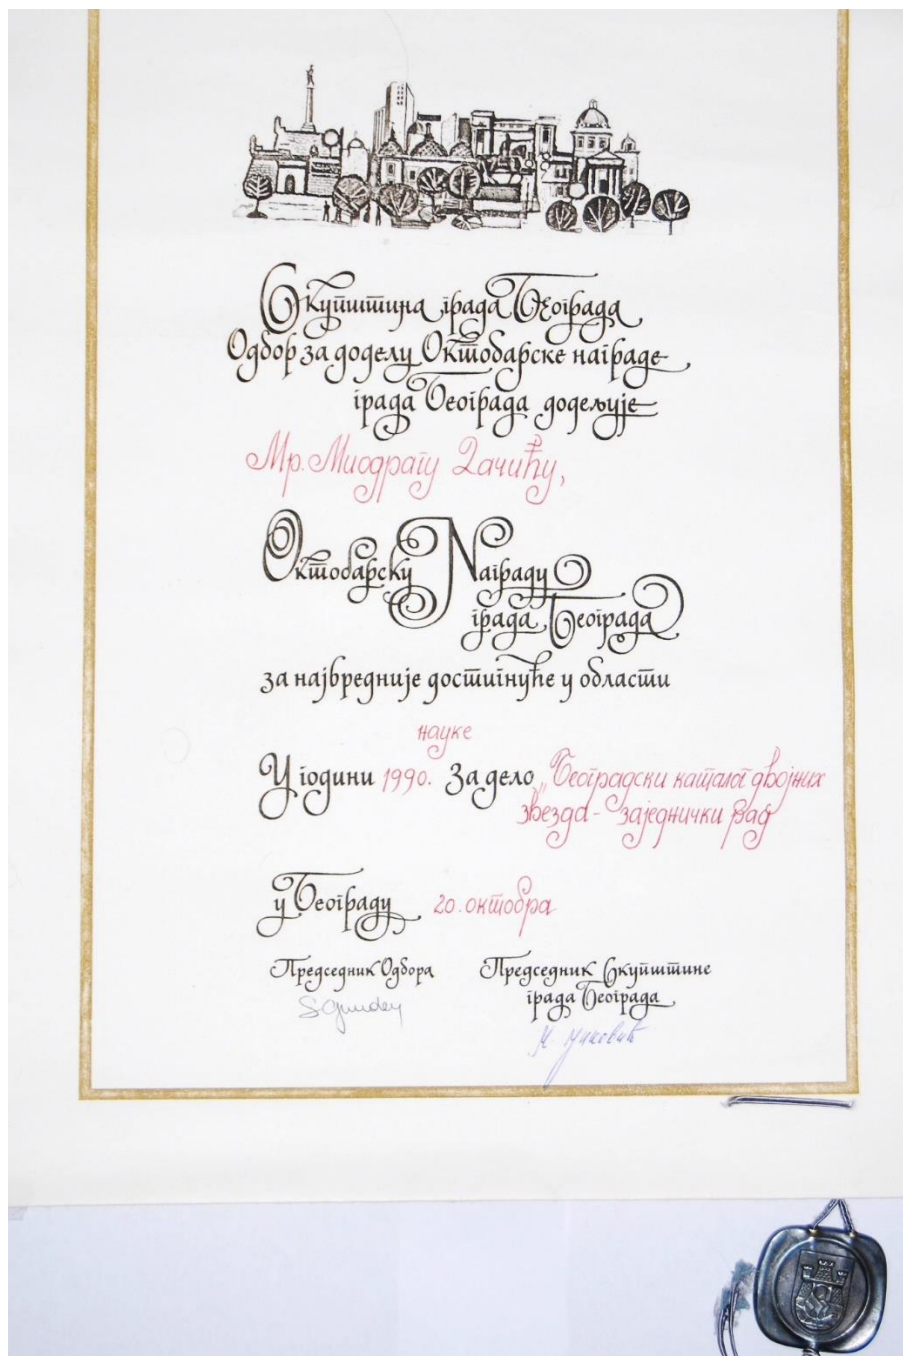 Скупштина града Београда
Одбор за доделу Октобарске награде
града Београда додељује
Мр. Миодрагу Дачићу,
Октобарску Награду
града Београда
за највредније достигнуће у области
науке
У години 1990. За дело „Београдски каталог двојних
звезда - заједнички рад
у Београду 20. октобра
Председник Одбора
Председник Скупштине
града Београда